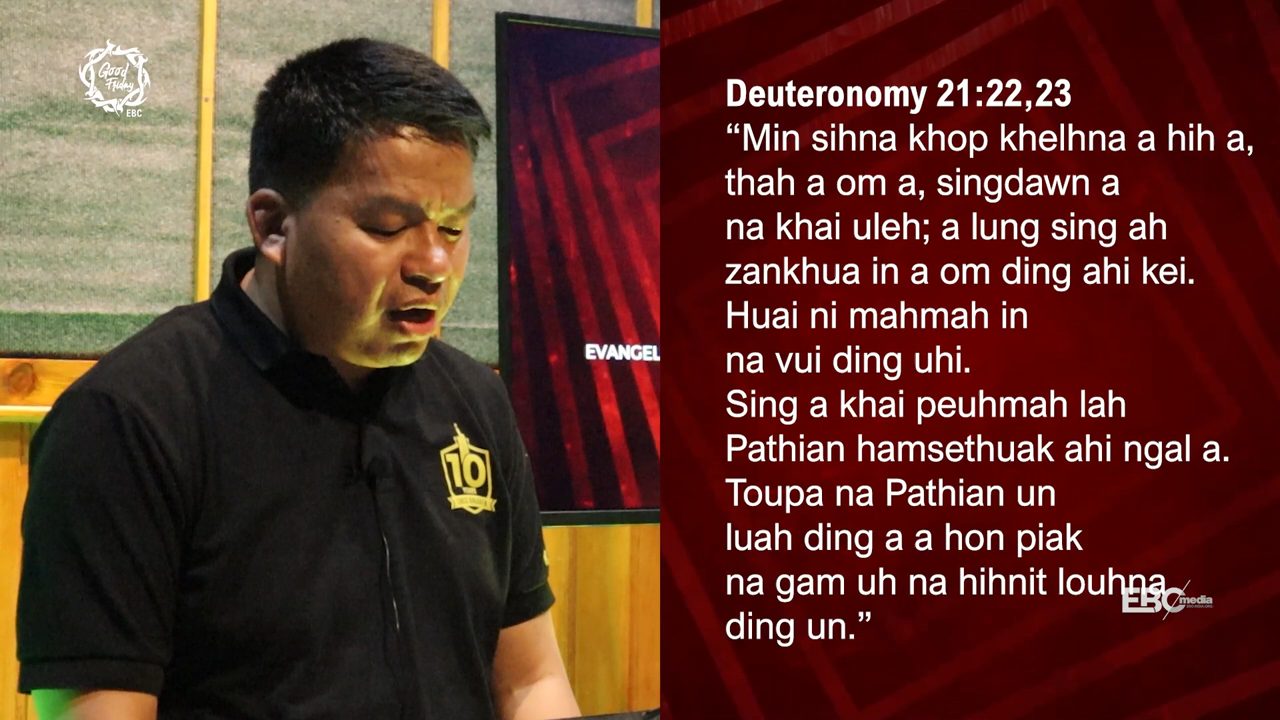 Good
Friday
EBC
10
EVANGEL
Deuteronomy 21:22,23
“Min sihna khop khelhna a hih a,
thah a om a, singdawn a
na khai uleh; a lung sing ah
zankhua in a om ding ahi kei.
Huai ni mahmah in
na vui ding uhi.
Sing a khai peuhmah lah
Pathian hamsethuak ahi ngal a.
Toupa na Pathian un
luah ding a a hon piak
na gam uh na hihnit louhna
ding un.”
EBC media